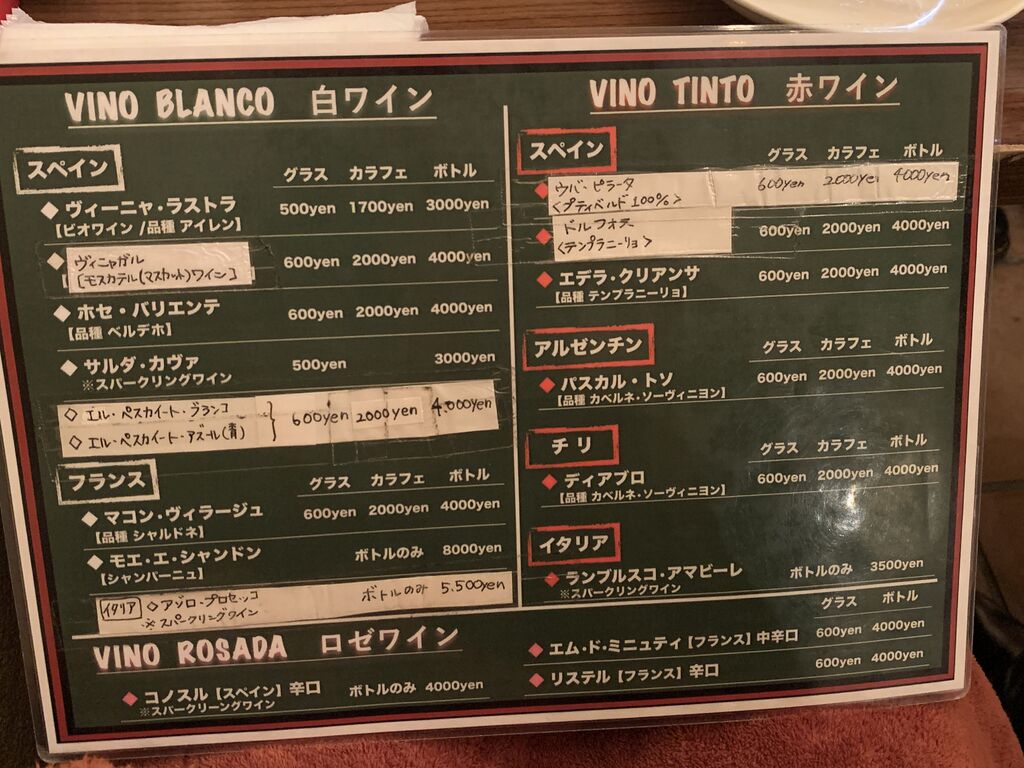 VINO BLANCO 白ワイン
スペイン
グラス カラフェ ボトル
ヴィーニャ・ラストラ 500yen 1700yen 3000yen
【ビオワイン /品種 アイレン】
ヴィニャガル 600yen 2000yen 4000yen
[モスカテル(マスカット)ワイン]
ホセ・バリエンテ 600yen 2000yen 4000yen
【品種 ベルデホ】
サルダ・カヴァ 500yen 3000yen
※スパークリングワイン
◇エル・ペスカイート・ブランコ
◇エル・ペスカイート・アズール(青)
600yen 2000yen 4.000yen
フランス
グラス カラフェ ボトル
マコン・ヴィラージュ 600yen 2000yen 4000yen
【品種 シャルドネ】
モエ・エ・シャンドン ボトルのみ 8000yen
【シャンパーニュ】
イタリア ◇アゾロ・プロセッコ ボトルのみ 5.500yen
※スパークリングワイン
VINO TINTO 赤ワイン
スペイン
グラス カラフェ ボトル
ウバ・ピラータ 600yen 2000yen 4000yen
<プティベルド100%>
ドルフォス 600yen 2000yen 4000yen
<テンプラニーリョ>
エデラ・クリアンサ 600yen 2000yen 4000yen
【品種 テンプラニーリョ】
アルゼンチン
グラス カラフェ ボトル
パスカル・トソ 600yen 2000yen 4000yen
【品種 カベルネ・ソーヴィニヨン】
チリ
グラス カラフェ ボトル
ディアブロ 600yen 2000yen 4000yen
【品種 カベルネ・ソーヴィニヨン】
イタリア
ランブルスコ・アマビーレ ボトルのみ 3500yen
※スパークリングワイン
VINO ROSADA ロゼワイン
コノスル【スペイン】辛口 ボトルのみ 4000yen
※スパークリーングワイン
グラス ボトル
エム・ド・ミニュティ【フランス】中辛口 600yen 4000yen
リステル【フランス】辛口 600yen 4000yen